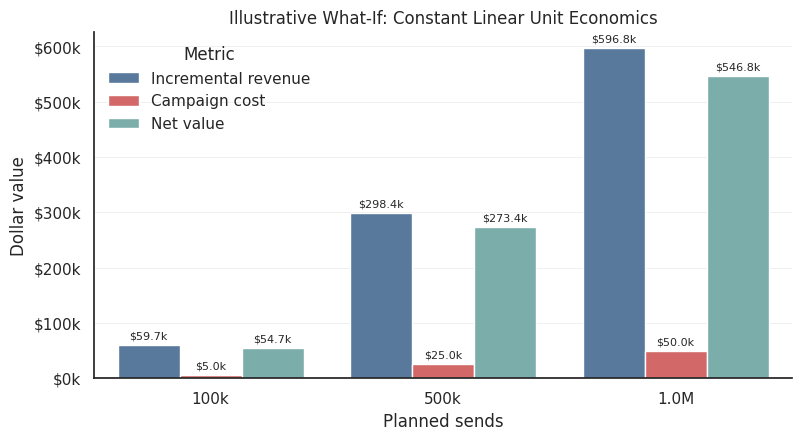 Illustrative What-If: Constant Linear Unit Economics
Metric
Incremental revenue
Campaign cost
Net value
Dollar value
$600k
$500k
$400k
$300k
$200k
$100k
$0k
$59.7k
$5.0k
$54.7k
$298.4k
$25.0k
$273.4k
$596.8k
$50.0k
$546.8k
100k
500k
1.0M
Planned sends